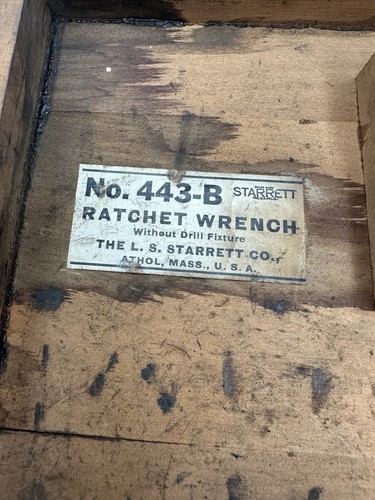 No. 443-B STARRETT
RATCHET WRENCH
Without Drill Fixture
THE L. S. STARRETT CO.,
ATHOL, MASS., U. S. A.